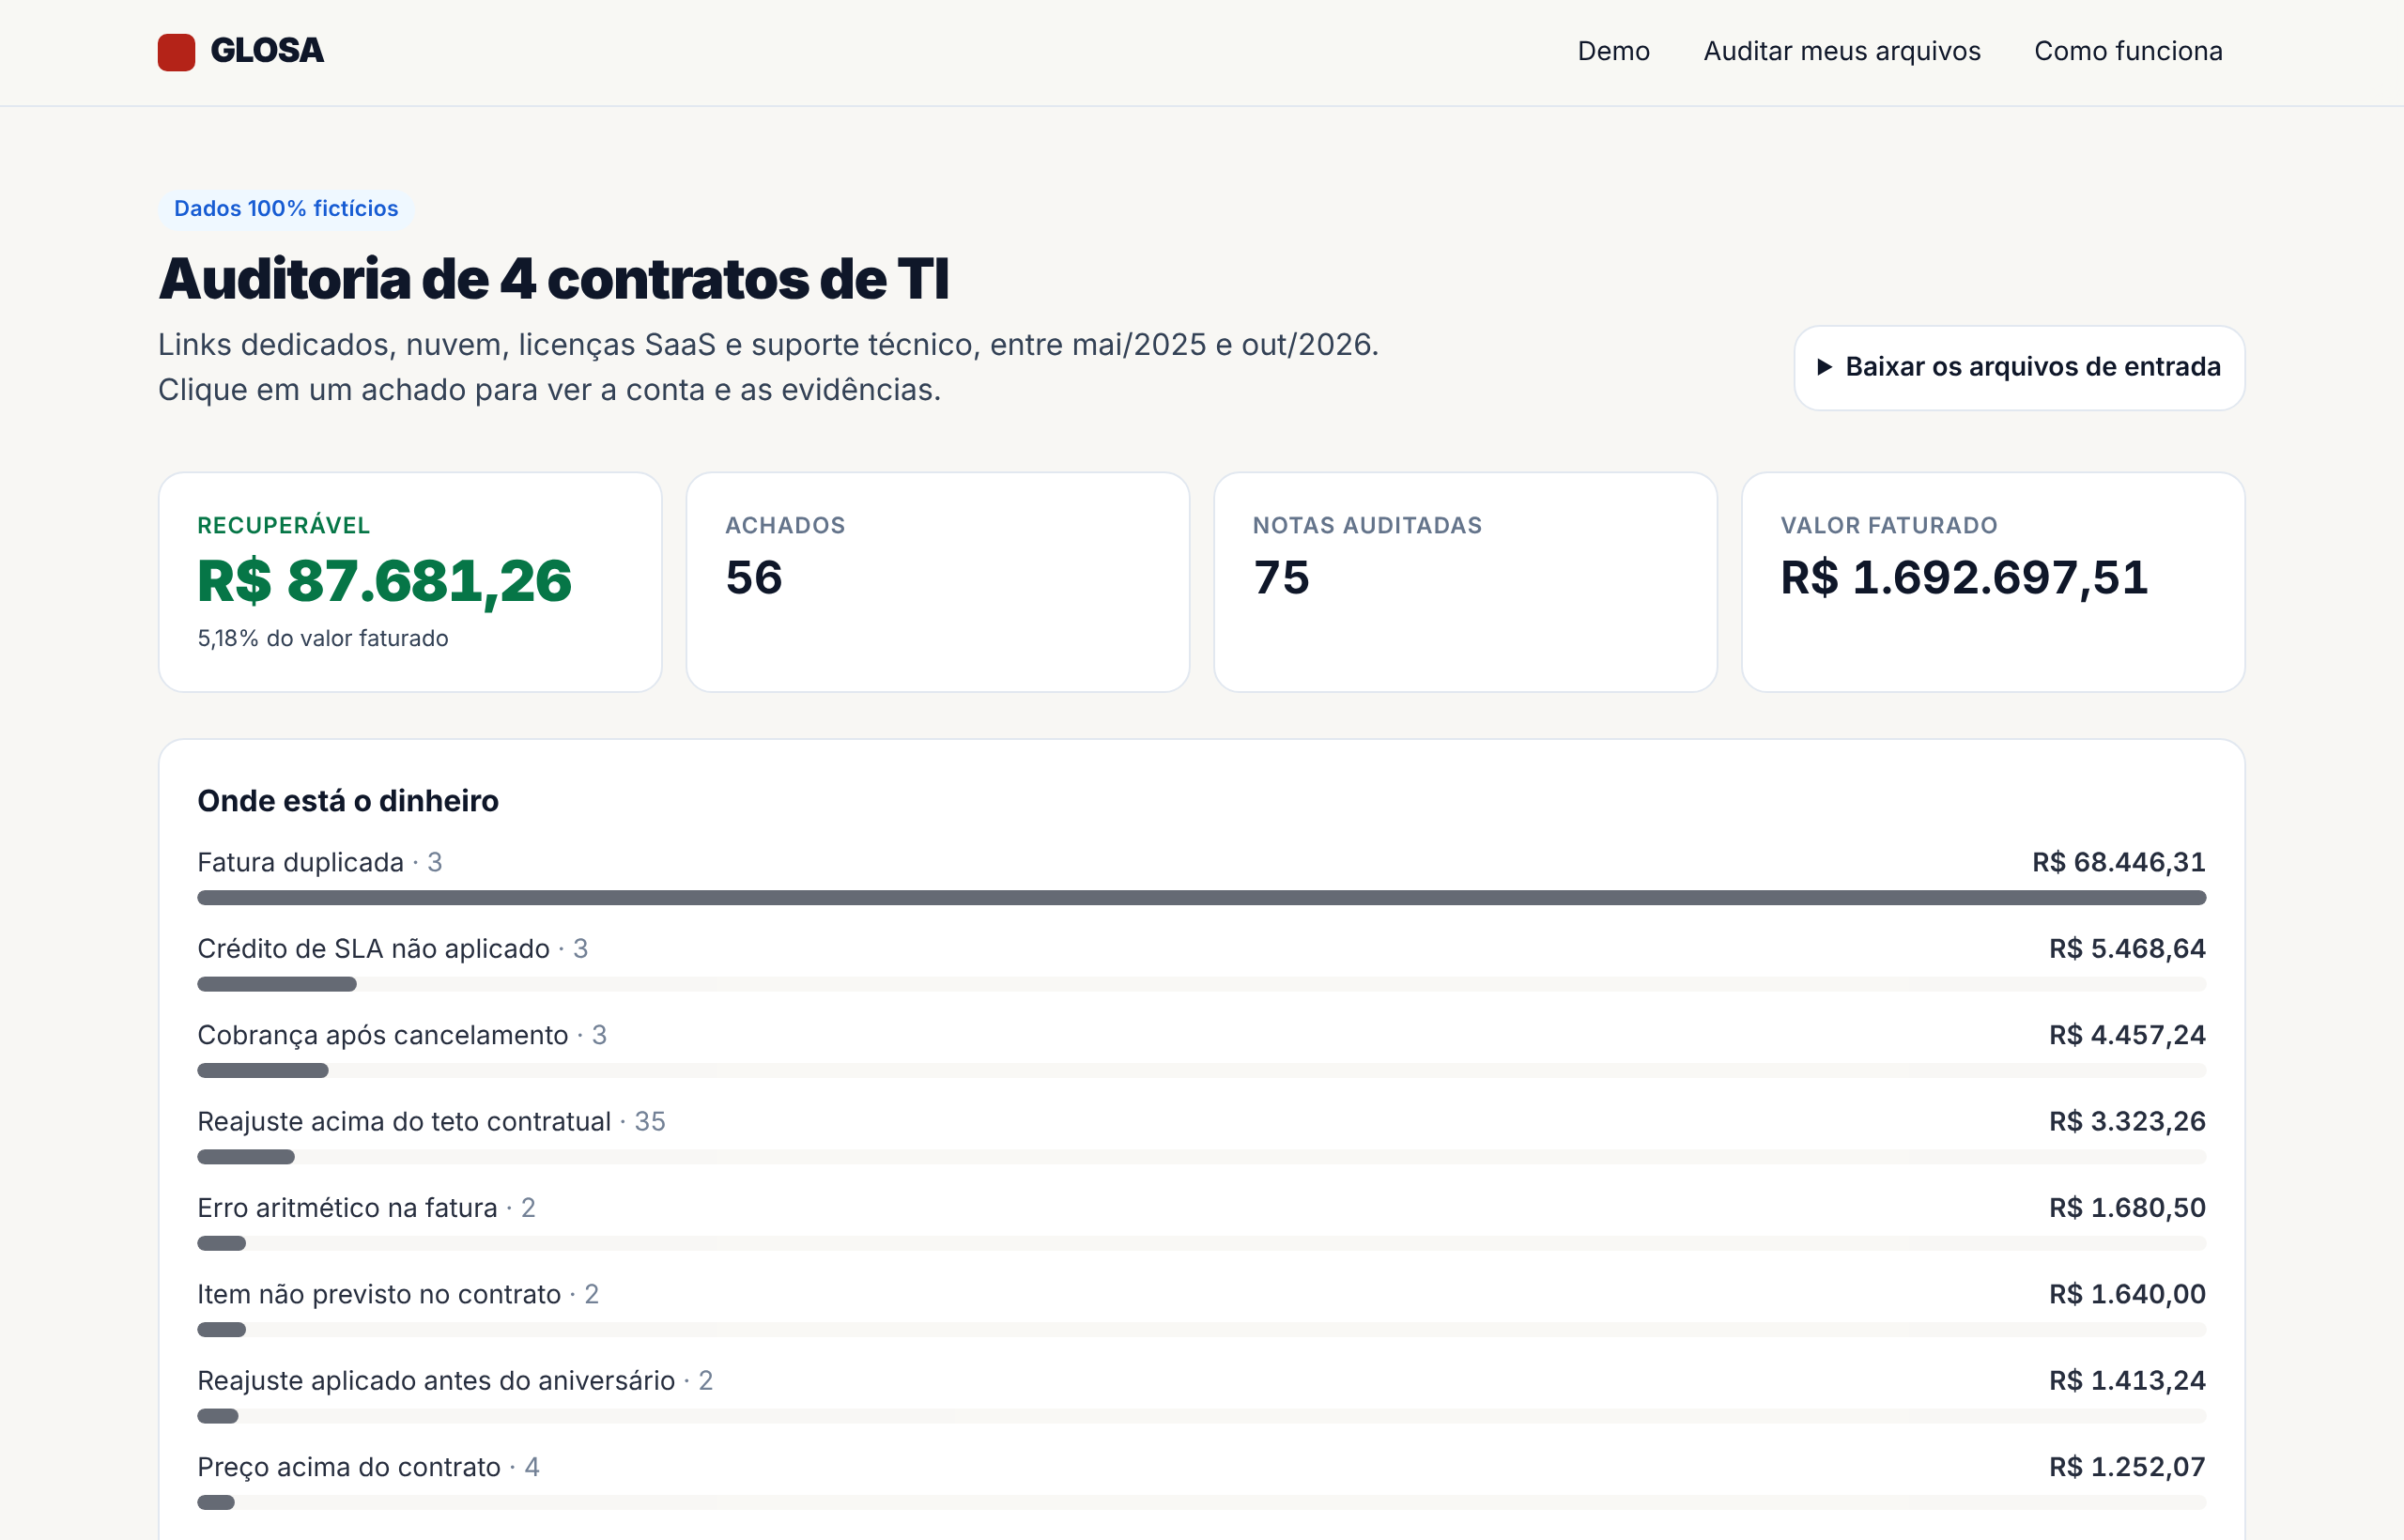 GLOSA
Demo
Auditar meus arquivos
Como funciona
Dados 100% fictícios
Auditoria de 4 contratos de TI
Links dedicados, nuvem, licenças SaaS e suporte técnico, entre mai/2025 e out/2026.
Clique em um achado para ver a conta e as evidências.
▶ Baixar os arquivos de entrada
RECUPERÁVEL
R$ 87.681,26
5,18% do valor faturado
ACHADOS
56
NOTAS AUDITADAS
75
VALOR FATURADO
R$ 1.692.697,51
Onde está o dinheiro
Fatura duplicada · 3 R$ 68.446,31
Crédito de SLA não aplicado · 3 R$ 5.468,64
Cobrança após cancelamento · 3 R$ 4.457,24
Reajuste acima do teto contratual · 35 R$ 3.323,26
Erro aritmético na fatura · 2 R$ 1.680,50
Item não previsto no contrato · 2 R$ 1.640,00
Reajuste aplicado antes do aniversário · 2 R$ 1.413,24
Preço acima do contrato · 4 R$ 1.252,07